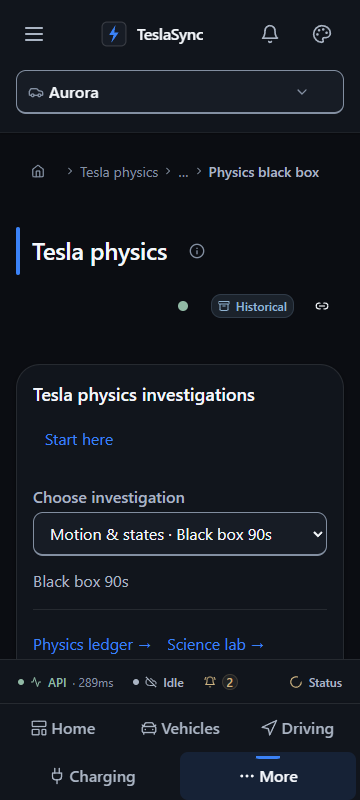 TeslaSync
Aurora
Tesla physics
...
Physics black box
Tesla physics
Historical
Tesla physics investigations
Start here
Choose investigation
Motion & states · Black box 90s
Black box 90s
Physics ledger → Science lab →
API · 289ms Idle 2 Status
Home Vehicles Driving
Charging More